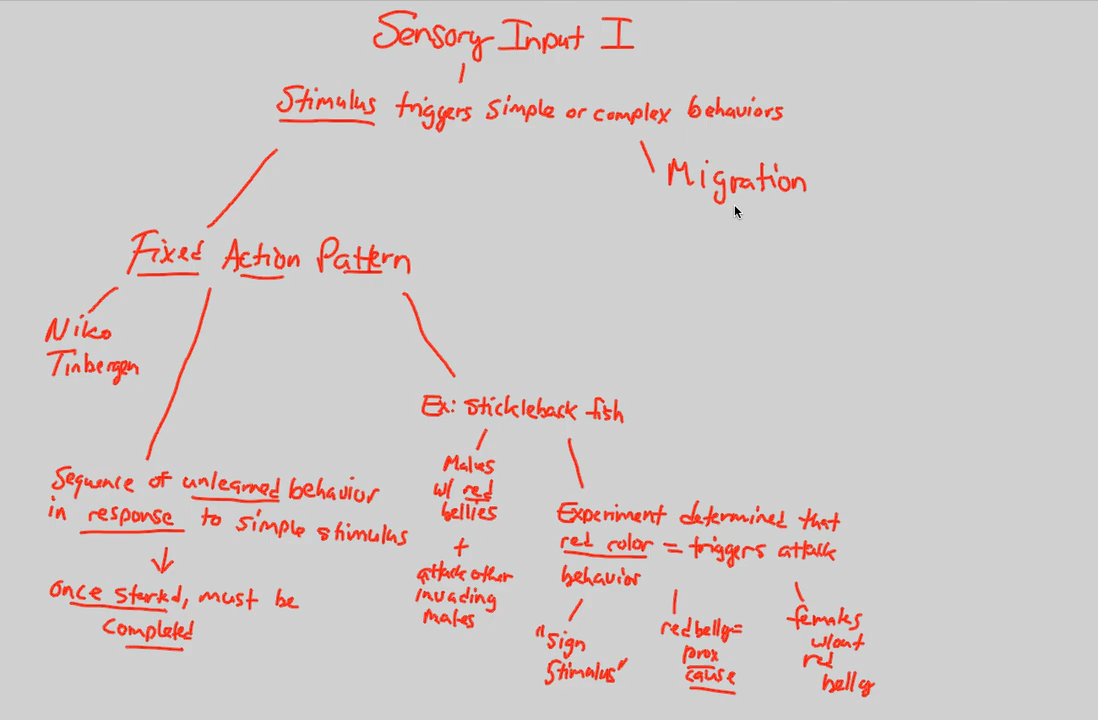 Sensory Input I
Stimulus triggers simple or complex behaviors
Migration
Fixed Action Pattern
Niko
Tinbergen
Sequence of unlearned behavior
in response to simple stimulus
Once started, must be
completed
Ex: stickleback fish
Males
w/ red
bellies
+
attack other
invading
males
Experiment determined that
red color = triggers attack
behavior
"Sign
Stimulus"
red belly=
prox
cause
females
w/out
red
belly